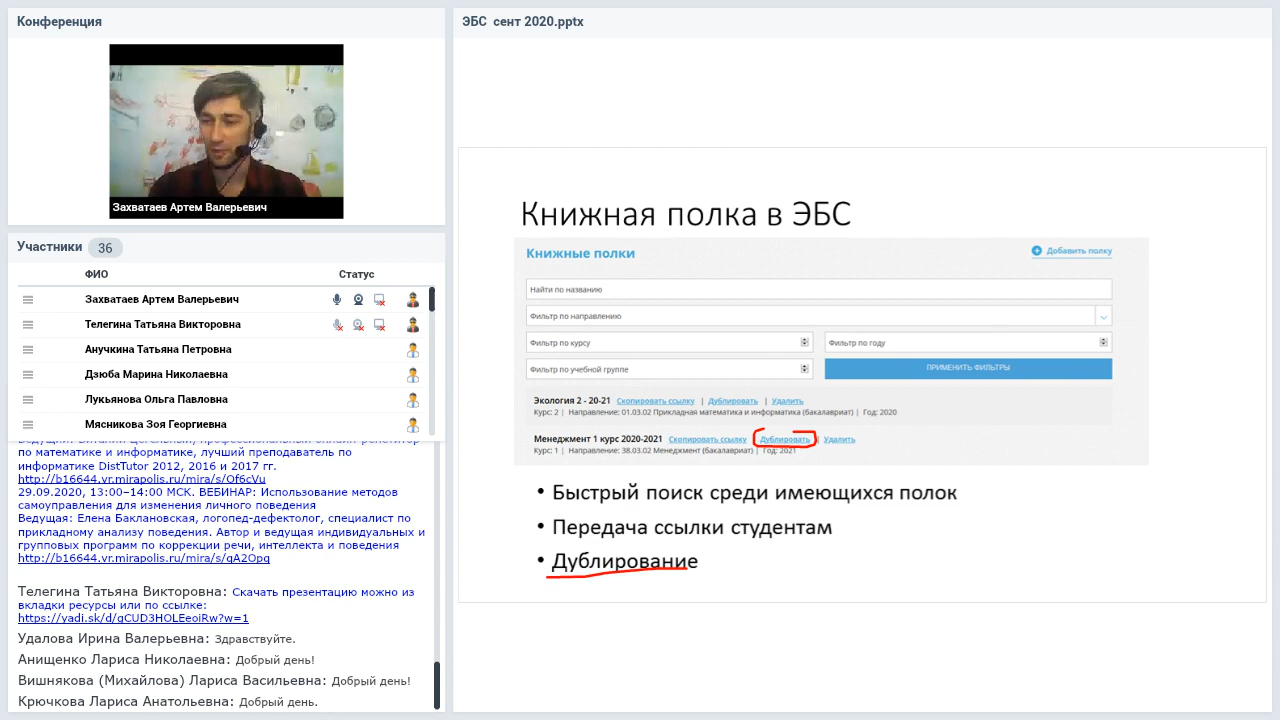 Конференция
Захватаев Артем Валерьевич
Участники 36
ФИО Статус
Захватаев Артем Валерьевич
Телегина Татьяна Викторовна
Анучкина Татьяна Петровна
Дзюба Марина Николаевна
Лукьянова Ольга Павловна
Мясникова Зоя Георгиевна
по математике и информатике, лучший преподаватель по
информатике DistTutor 2012, 2016 и 2017 гг.
http://b16644.vr.mirapolis.ru/mira/s/Of6cVu
29.09.2020, 13:00–14:00 МСК. ВЕБИНАР: Использование методов
самоуправления для изменения личного поведения
Ведущая: Елена Баклановская, логопед-дефектолог, специалист по
прикладному анализу поведения. Автор и ведущая индивидуальных и
групповых программ по коррекции речи, интеллекта и поведения
http://b16644.vr.mirapolis.ru/mira/s/qA2Opq
Телегина Татьяна Викторовна: Скачать презентацию можно из
вкладки ресурсы или по ссылке:
https://yadi.sk/d/gCUD3HOLEeoiRw?w=1
Удалова Ирина Валерьевна: Здравствуйте.
Анищенко Лариса Николаевна: Добрый день!
Вишнякова (Михайлова) Лариса Васильевна: Добрый день!
Крючкова Лариса Анатольевна: Добрый день.
ЭБС сент 2020.pptx
Книжная полка в ЭБС
Книжные полки
Добавить полку
Найти по названию
Фильтр по направлению
Фильтр по курсу
Фильтр по году
Фильтр по учебной группе
ПРИМЕНИТЬ ФИЛЬТРЫ
Экология 2 - 20-21 Скопировать ссылку | Дублировать | Удалить
Курс: 2 | Направление: 01.03.02 Прикладная математика и информатика (бакалавриат) | Год: 2020
Менеджмент 1 курс 2020-2021 Скопировать ссылку Дублировать | Удалить
Курс: 1 | Направление: 38.03.02 Менеджмент (бакалавриат) | Год: 2021
• Быстрый поиск среди имеющихся полок
• Передача ссылки студентам
• Дублирование